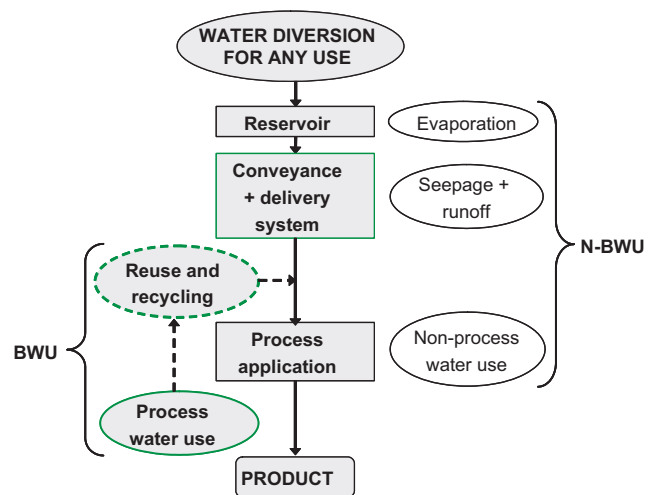 WATER DIVERSION
FOR ANY USE
Reservoir
Evaporation
Conveyance
+ delivery
system
Seepage +
runoff
N-BWU
Reuse and
recycling
BWU
Process
application
Non-process
water use
Process
water use
PRODUCT